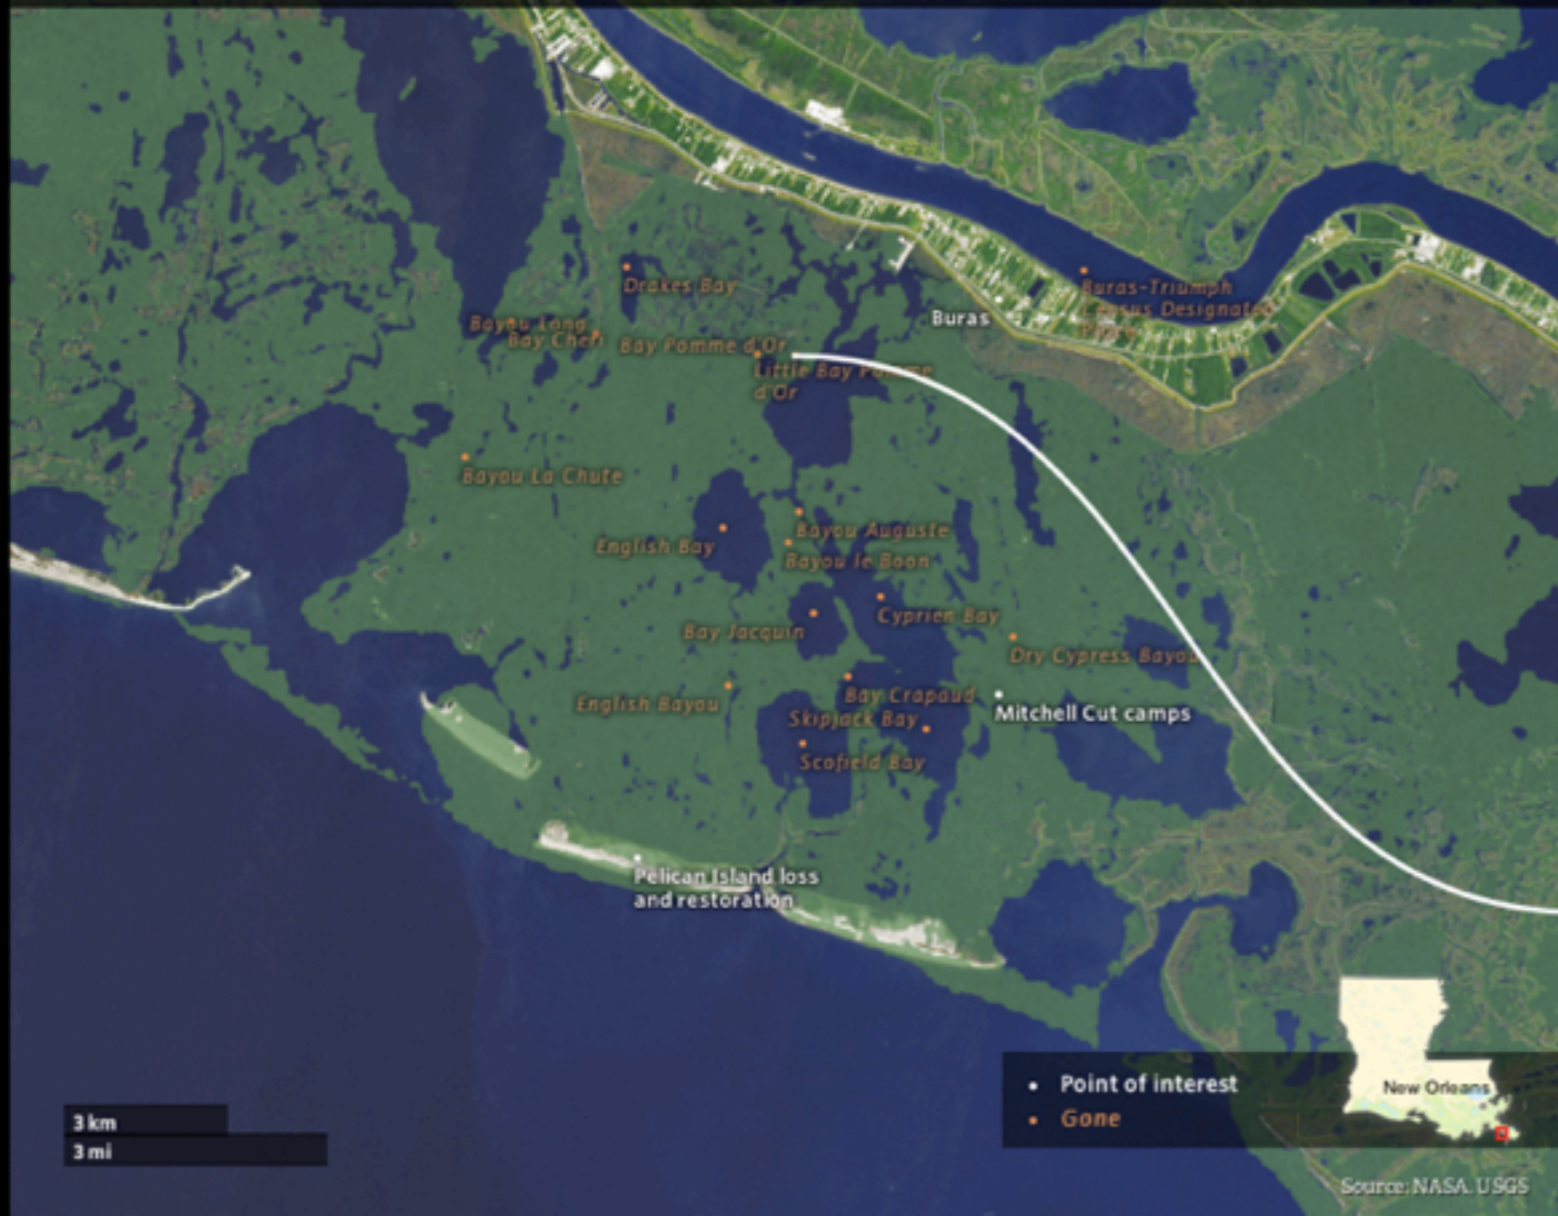 Drakes Bay
Buras-Triumph
Census Designated
Buras
Bayou Long
Bay Cheri
Bay Pomme d'Or
Little Bay Pomme
d'Or
Bayou La Chute
Bayou Auguste
English Bay
Bayou le Boon
Cyprien Bay
Bay Jacquin
Dry Cypress Bayou
Bay Crapaud
English Bayou
Mitchell Cut camps
Skipjack Bay
Scofield Bay
Pelican Island loss
and restoration
Point of interest
Gone
New Orleans
3 km
3 mi
Source: NASA. USGS